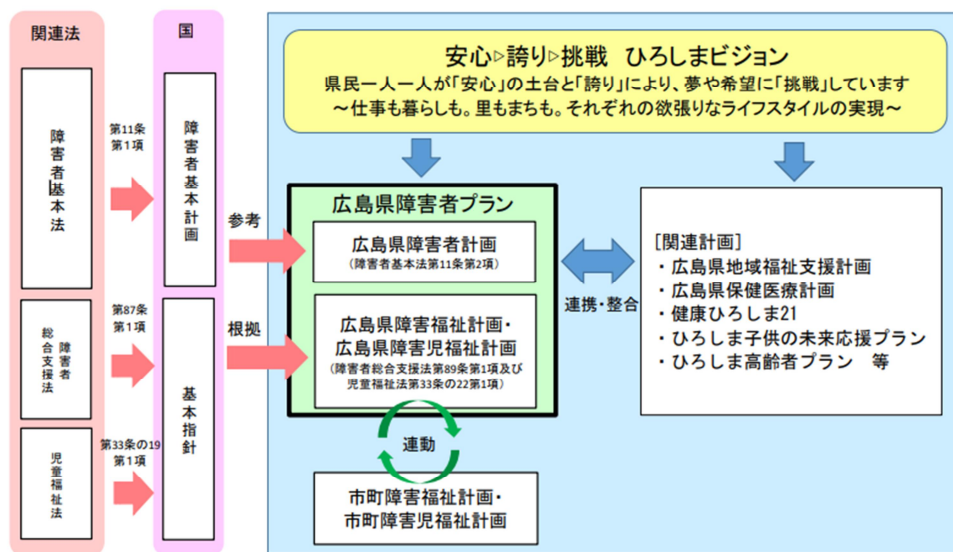 関連法
障害者基本法
障害者総合支援法
児童福祉法
第11条
第1項
第87条
第1項
第33条の19
第1項
国
障害者基本計画
基本指針
参考
根拠
安心▷誇り▷挑戦 ひろしまビジョン
県民一人一人が「安心」の土台と「誇り」により、夢や希望に「挑戦」しています
～仕事も暮らしも。里もまちも。それぞれの欲張りなライフスタイルの実現～
広島県障害者プラン
広島県障害者計画
(障害者基本法第11条第2項)
広島県障害福祉計画・
広島県障害児福祉計画
(障害者総合支援法第89条第1項及び
児童福祉法第33条の22第1項)
連動
市町障害福祉計画・
市町障害児福祉計画
連携・整合
[関連計画]
・広島県地域福祉支援計画
・広島県保健医療計画
・健康ひろしま21
・ひろしま子供の未来応援プラン
・ひろしま高齢者プラン 等